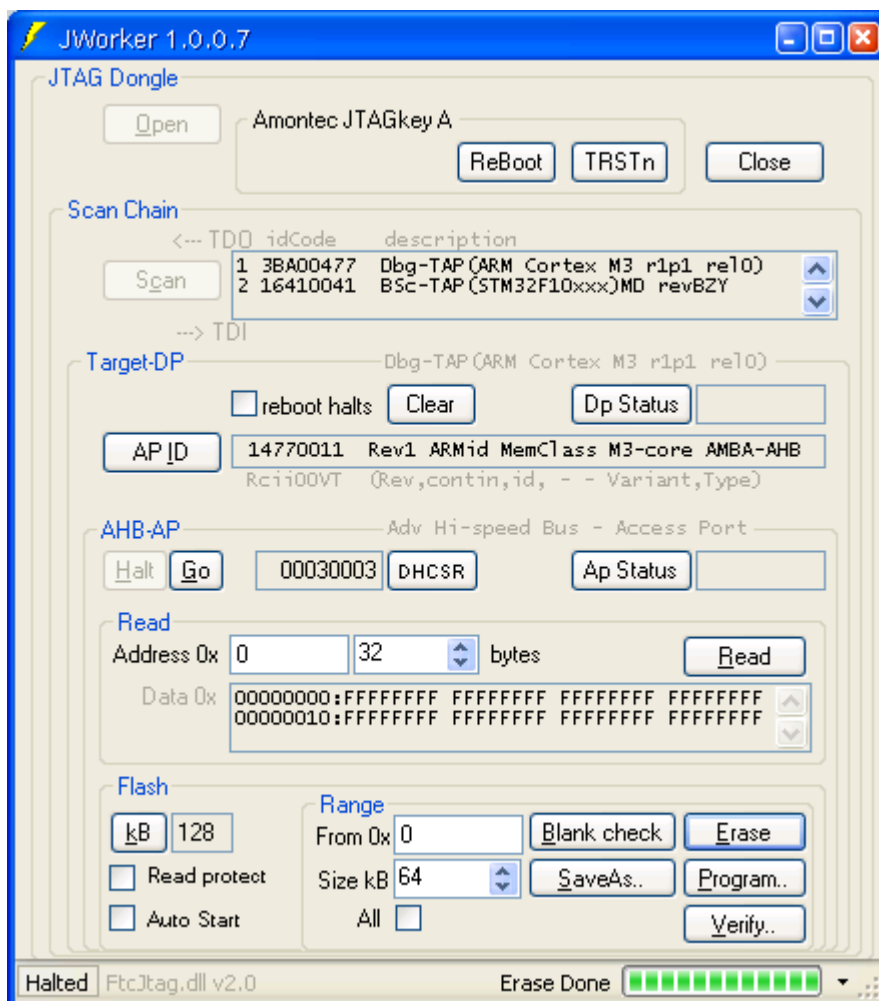 JWorker 1.0.0.7
JTAG Dongle
Open
Amontec JTAGkey A
ReBoot TRSTn Close
Scan Chain
<--- TDO idCode description
Scan
1 3BA00477 Dbg-TAP(ARM Cortex M3 r1p1 rel0)
2 16410041 BSc-TAP(STM32F10xxx)MD revBZY
---> TDI
Target-DP Dbg-TAP(ARM Cortex M3 r1p1 rel0)
reboot halts Clear Dp Status
AP ID 14770011 Rev1 ARMid MemClass M3-core AMBA-AHB
Rcii00VT (Rev,contin,id, - - Variant,Type)
AHB-AP Adv Hi-speed Bus - Access Port
Halt Go 00030003 DHCSR Ap Status
Read
Address 0x 0 32 bytes Read
Data 0x 00000000:FFFFFFFF FFFFFFFF FFFFFFFF FFFFFFFF
00000010:FFFFFFFF FFFFFFFF FFFFFFFF FFFFFFFF
Flash
kB 128
Read protect
Auto Start
Range
From 0x 0 Blank check Erase
Size kB 64 SaveAs.. Program..
All Verify..
Halted FtcJtag.dll v2.0 Erase Done